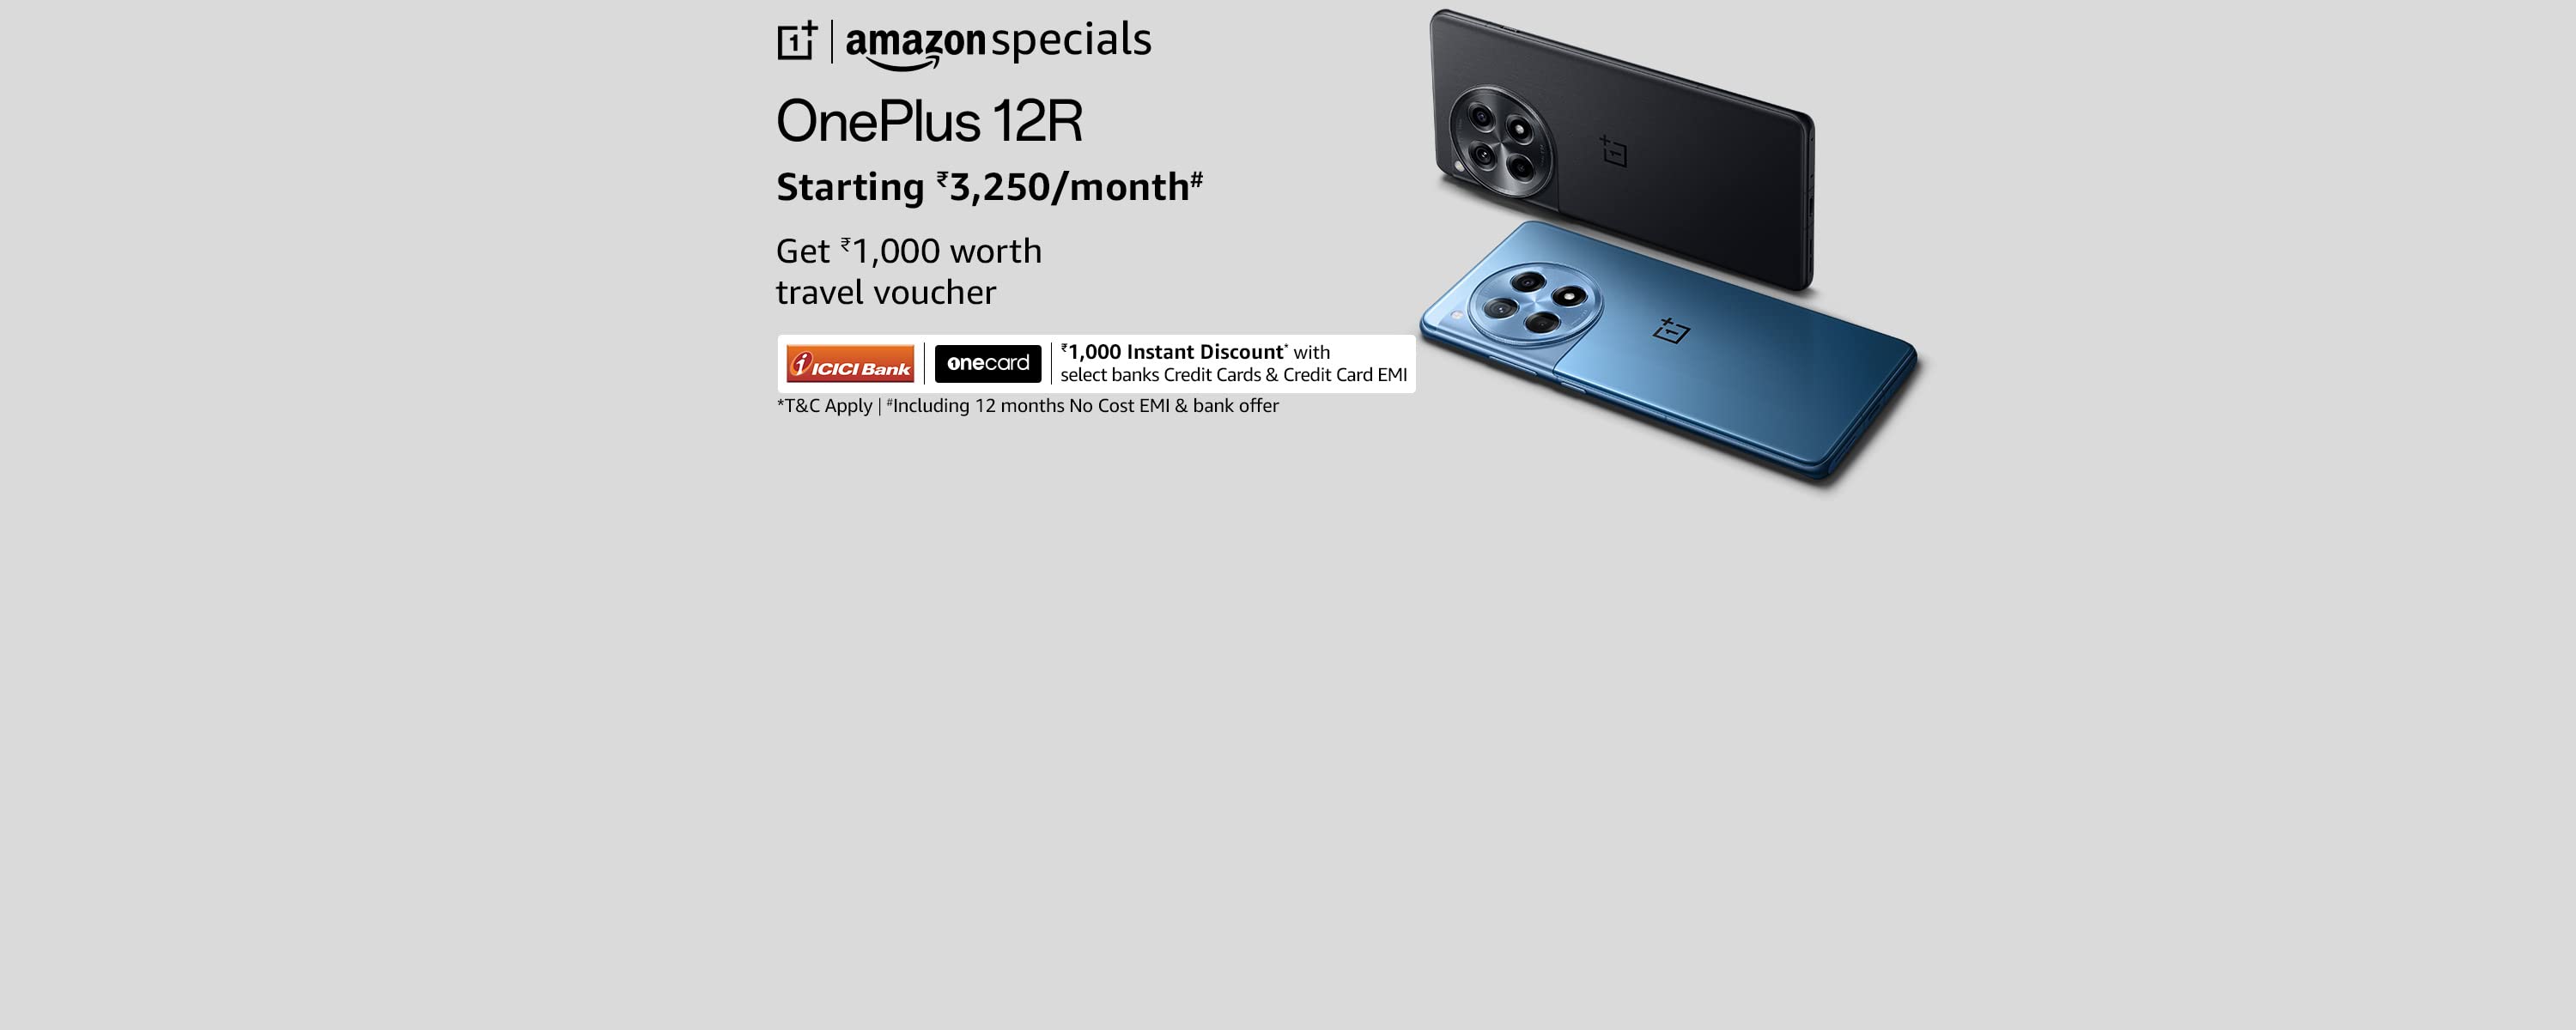 1+ | amazon specials
OnePlus 12R
Starting ₹3,250/month#
Get ₹1,000 worth
travel voucher
ICICI Bank | onecard | ₹1,000 Instant Discount* with
select banks Credit Cards & Credit Card EMI
*T&C Apply | #Including 12 months No Cost EMI & bank offer